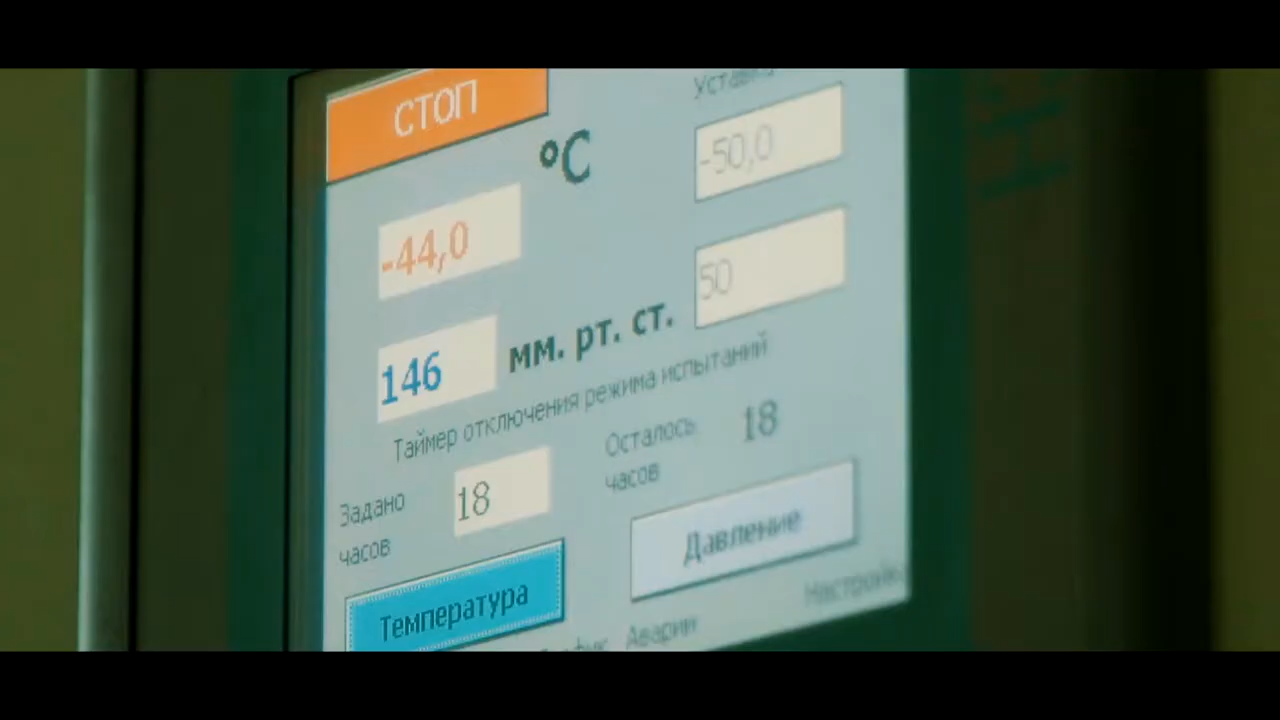 СТОП
Уставка
°C
-50,0
-44,0
50
146
мм. рт. ст.
Таймер отключения режима испытаний
Задано часов
18
Осталось часов
18
Температура
Давление
Аварии
Настройки